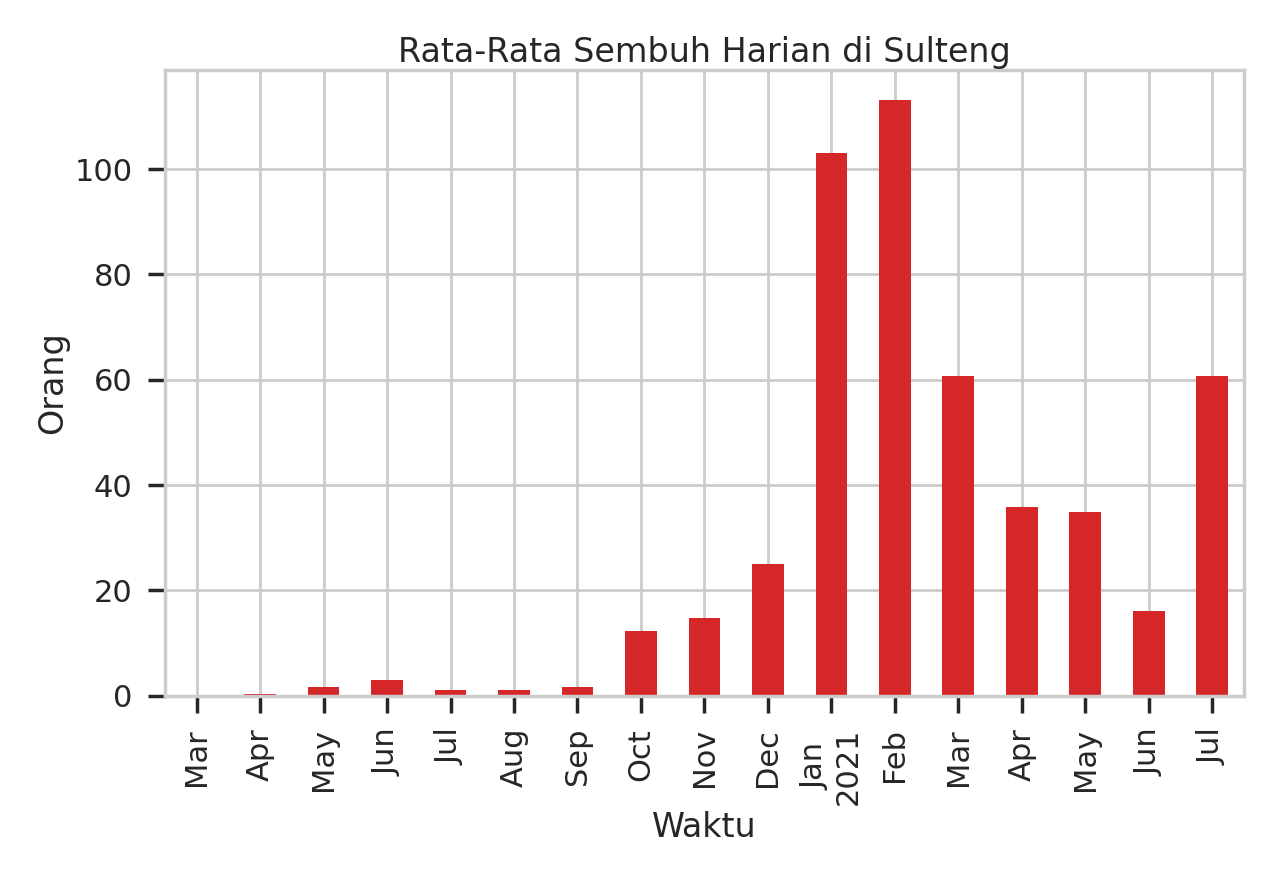 Rata-Rata Sembuh Harian di Sulteng
Orang
100
80
60
40
20
0
Mar
Apr
May
Jun
Jul
Aug
Sep
Oct
Nov
Dec
Jan
2021
Feb
Mar
Apr
May
Jun
Jul
Waktu